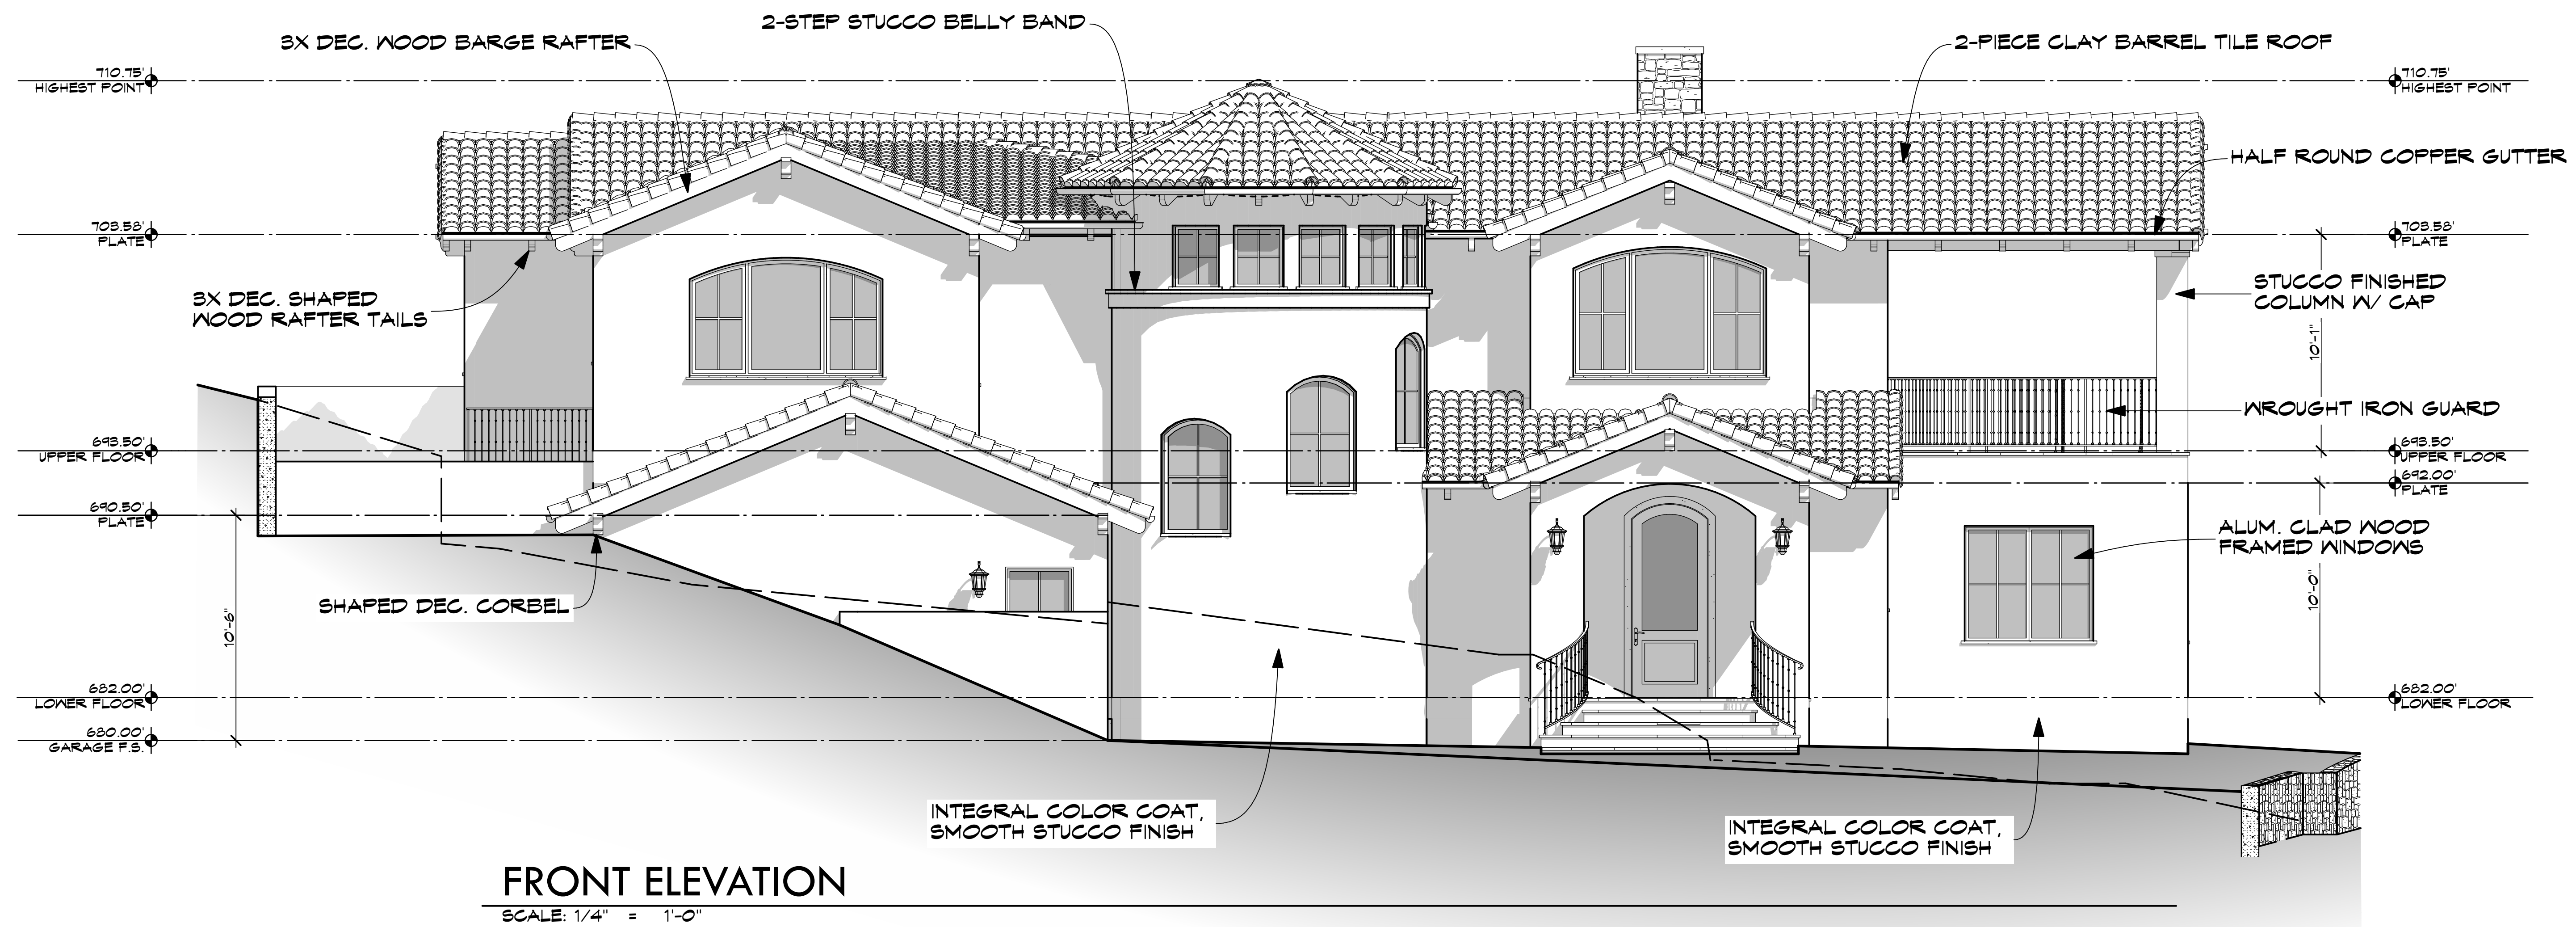 2-STEP STUCCO BELLY BAND
3X DEC. WOOD BARGE RAFTER
2-PIECE CLAY BARREL TILE ROOF
710.75'
HIGHEST POINT
710.75'
HIGHEST POINT
HALF ROUND COPPER GUTTER
703.58'
PLATE
703.58'
PLATE
3X DEC. SHAPED
WOOD RAFTER TAILS
STUCCO FINISHED
COLUMN W/ CAP
10'-1"
WROUGHT IRON GUARD
693.50'
UPPER FLOOR
693.50'
UPPER FLOOR
692.00'
PLATE
690.50'
PLATE
ALUM. CLAD WOOD
FRAMED WINDOWS
SHAPED DEC. CORBEL
10'-6"
10'-0"
682.00'
LOWER FLOOR
682.00'
LOWER FLOOR
680.00'
GARAGE F.S.
INTEGRAL COLOR COAT,
SMOOTH STUCCO FINISH
INTEGRAL COLOR COAT,
SMOOTH STUCCO FINISH
FRONT ELEVATION
SCALE: 1/4" = 1'-0"